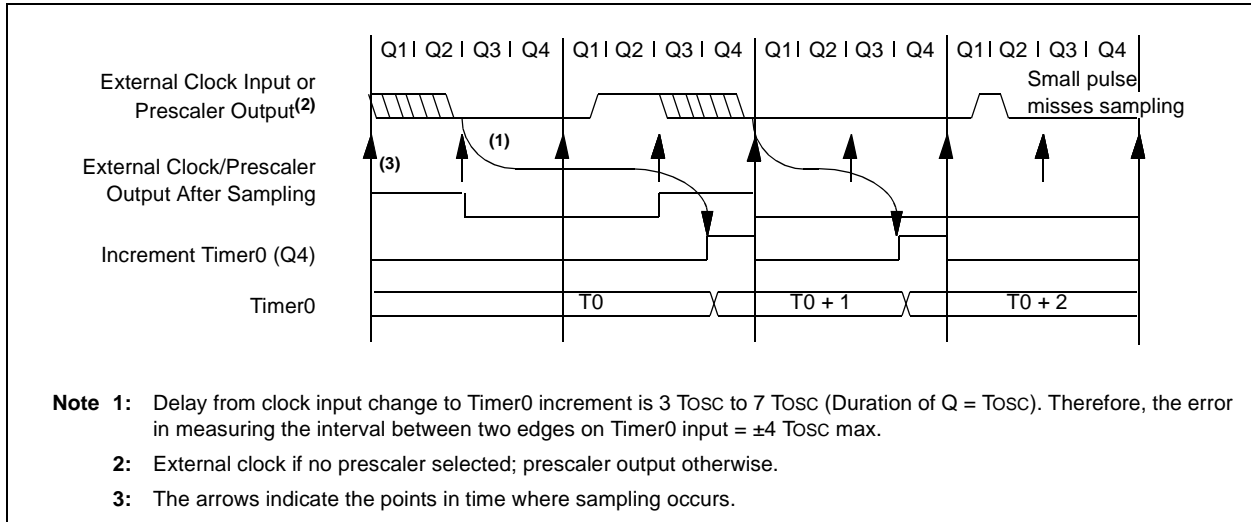 Q1 Q2 Q3 Q4 Q1 Q2 Q3 Q4 Q1 Q2 Q3 Q4 Q1 Q2 Q3 Q4
External Clock Input or
Prescaler Output(2)
Small pulse
misses sampling
(1)
(3)
External Clock/Prescaler
Output After Sampling
Increment Timer0 (Q4)
Timer0
T0 T0 + 1 T0 + 2
Note 1: Delay from clock input change to Timer0 increment is 3 TOSC to 7 TOSC (Duration of Q = TOSC). Therefore, the error
in measuring the interval between two edges on Timer0 input = ±4 TOSC max.
2: External clock if no prescaler selected; prescaler output otherwise.
3: The arrows indicate the points in time where sampling occurs.